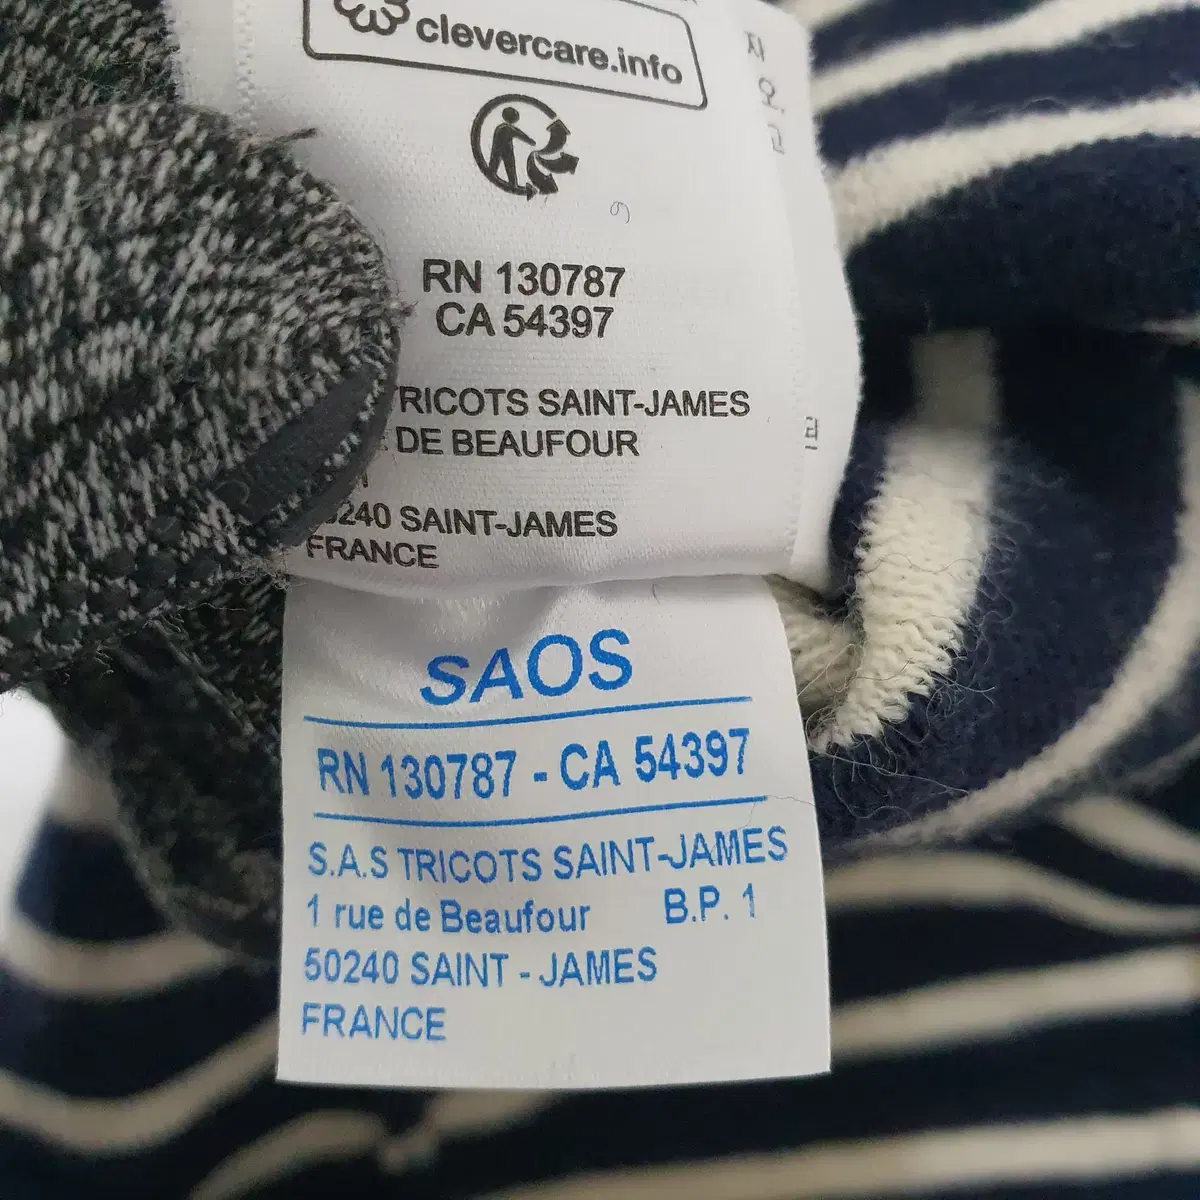 clevercare.info
RN 130787
CA 54397
TRICOTS SAINT-JAMES
DE BEAUFOUR
240 SAINT-JAMES
FRANCE
SAOS
RN 130787 - CA 54397
S.A.S TRICOTS SAINT-JAMES
1 rue de Beaufour B.P. 1
50240 SAINT - JAMES
FRANCE